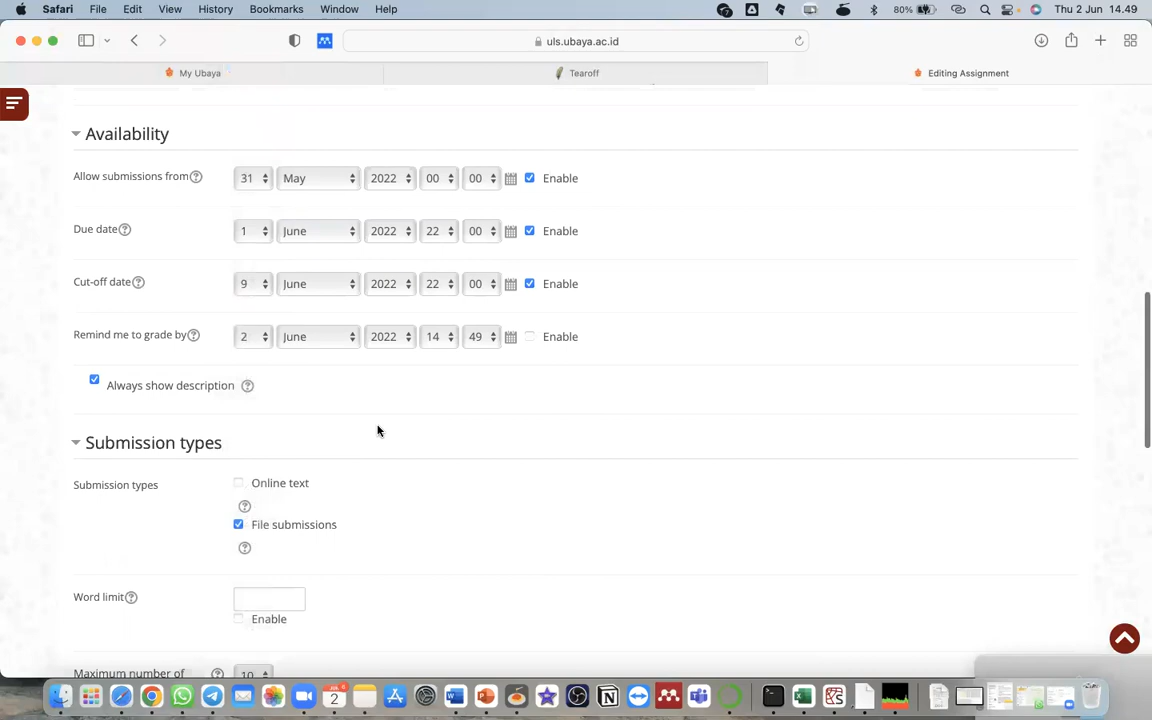 Safari File Edit View History Bookmarks Window Help 80% Thu 2 Jun 14.49
uls.ubaya.ac.id
My Ubaya Tearoff Editing Assignment
Availability
Allow submissions from 31 May 2022 00 00 Enable
Due date 1 June 2022 22 00 Enable
Cut-off date 9 June 2022 22 00 Enable
Remind me to grade by 2 June 2022 14 49 Enable
Always show description
Submission types
Submission types Online text
File submissions
Word limit
Enable
Maximum number of 10